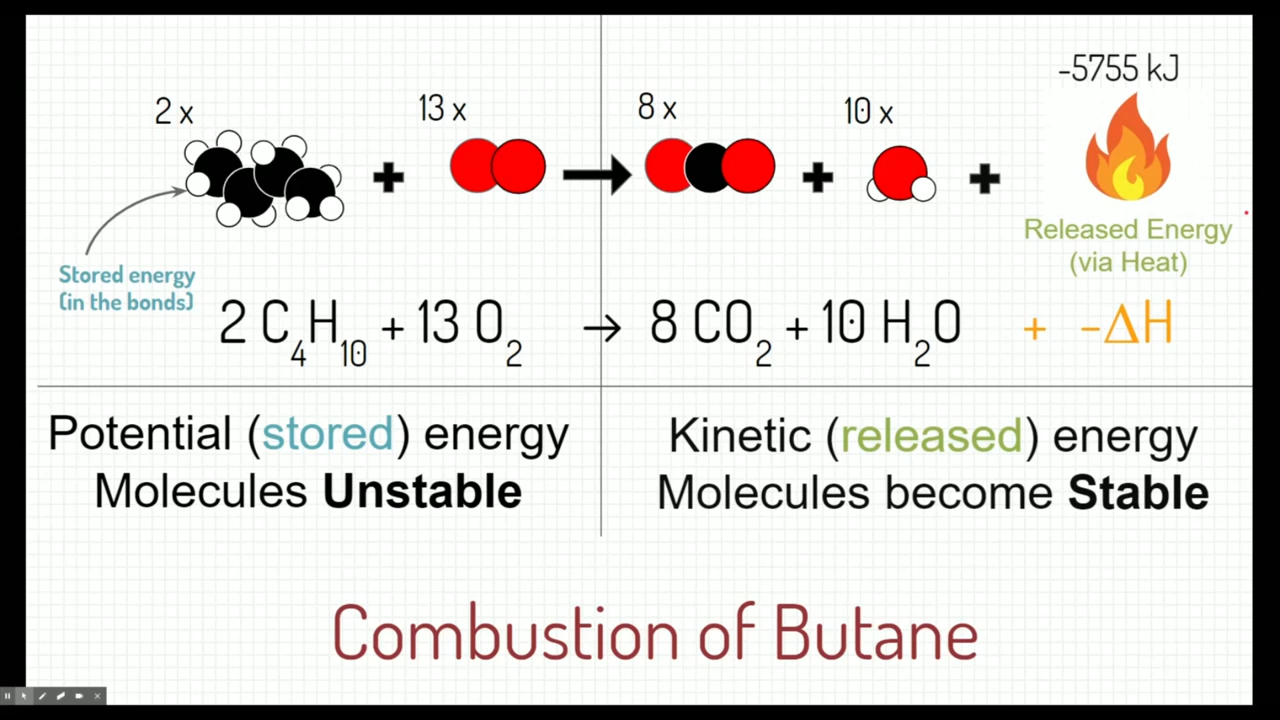 -5755 kJ
2 x
13 x
8 x
10 x
Released Energy
(via Heat)
Stored energy
(in the bonds)
2 C₄H₁₀ + 13 O₂ → 8 CO₂ + 10 H₂O + -ΔH
Potential (stored) energy
Molecules Unstable
Kinetic (released) energy
Molecules become Stable
Combustion of Butane